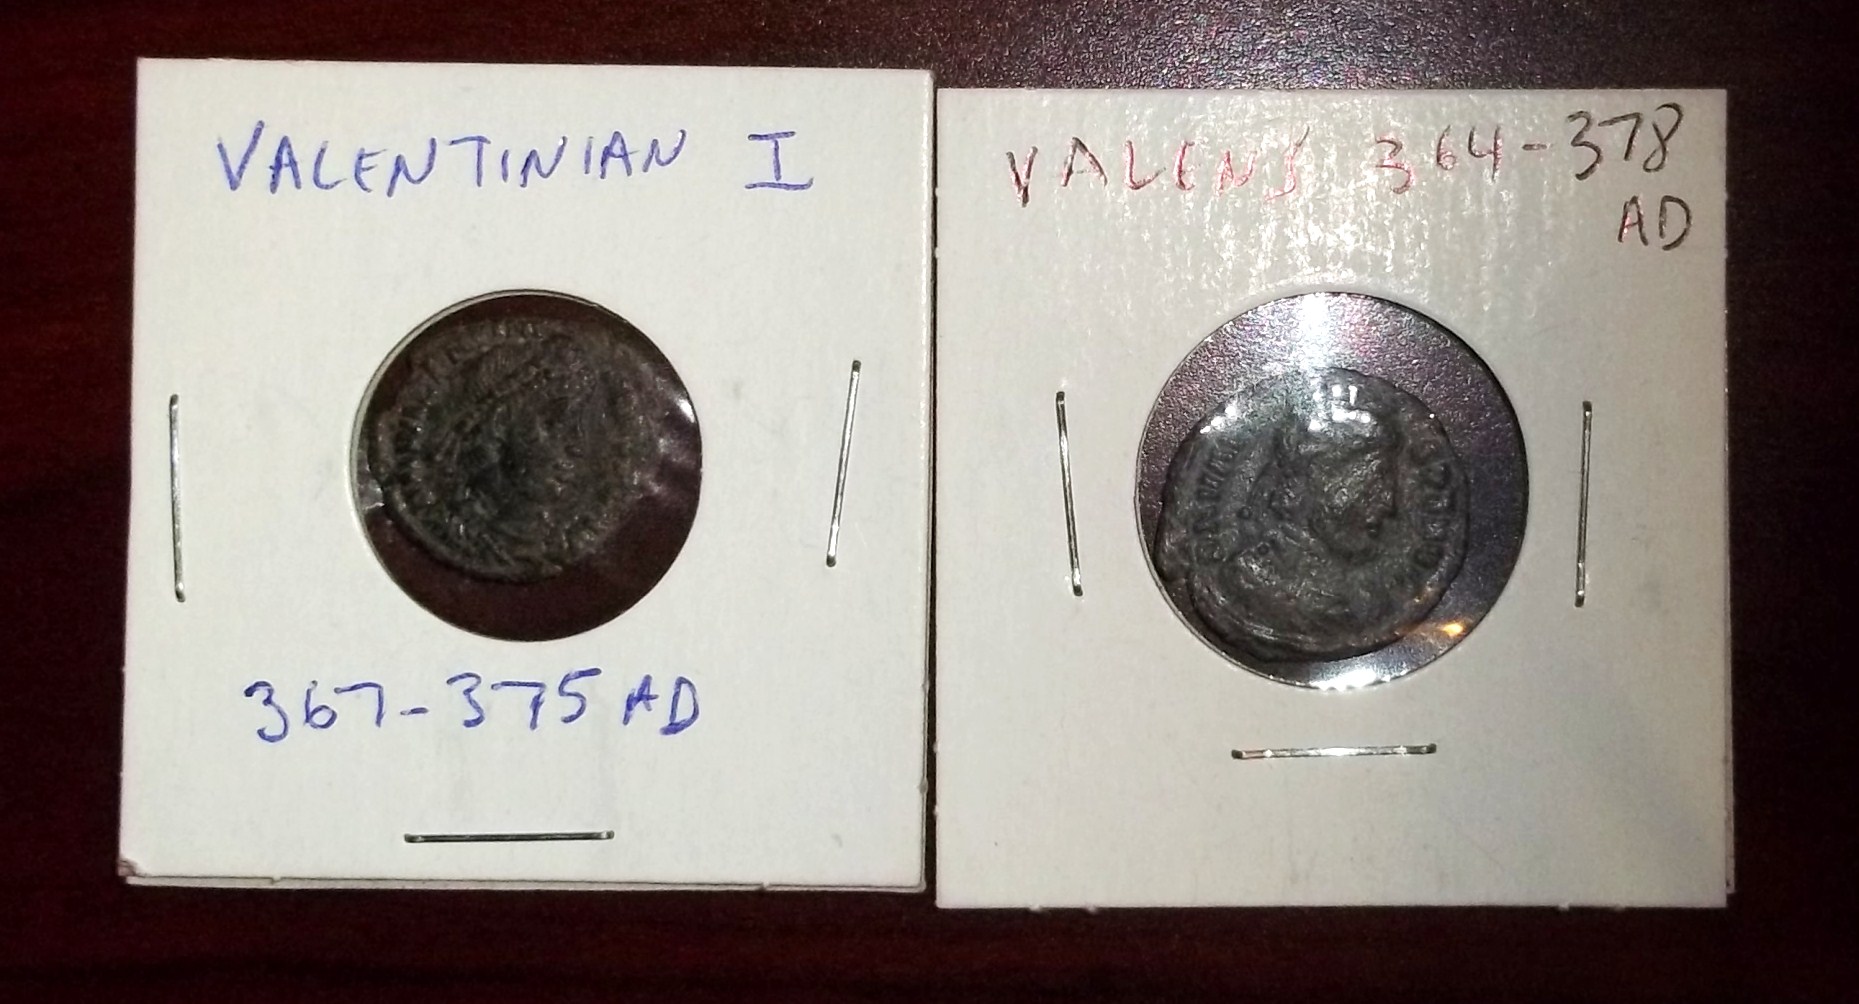 VALENTINIAN I
367-375 AD
VALENS 364-378
AD